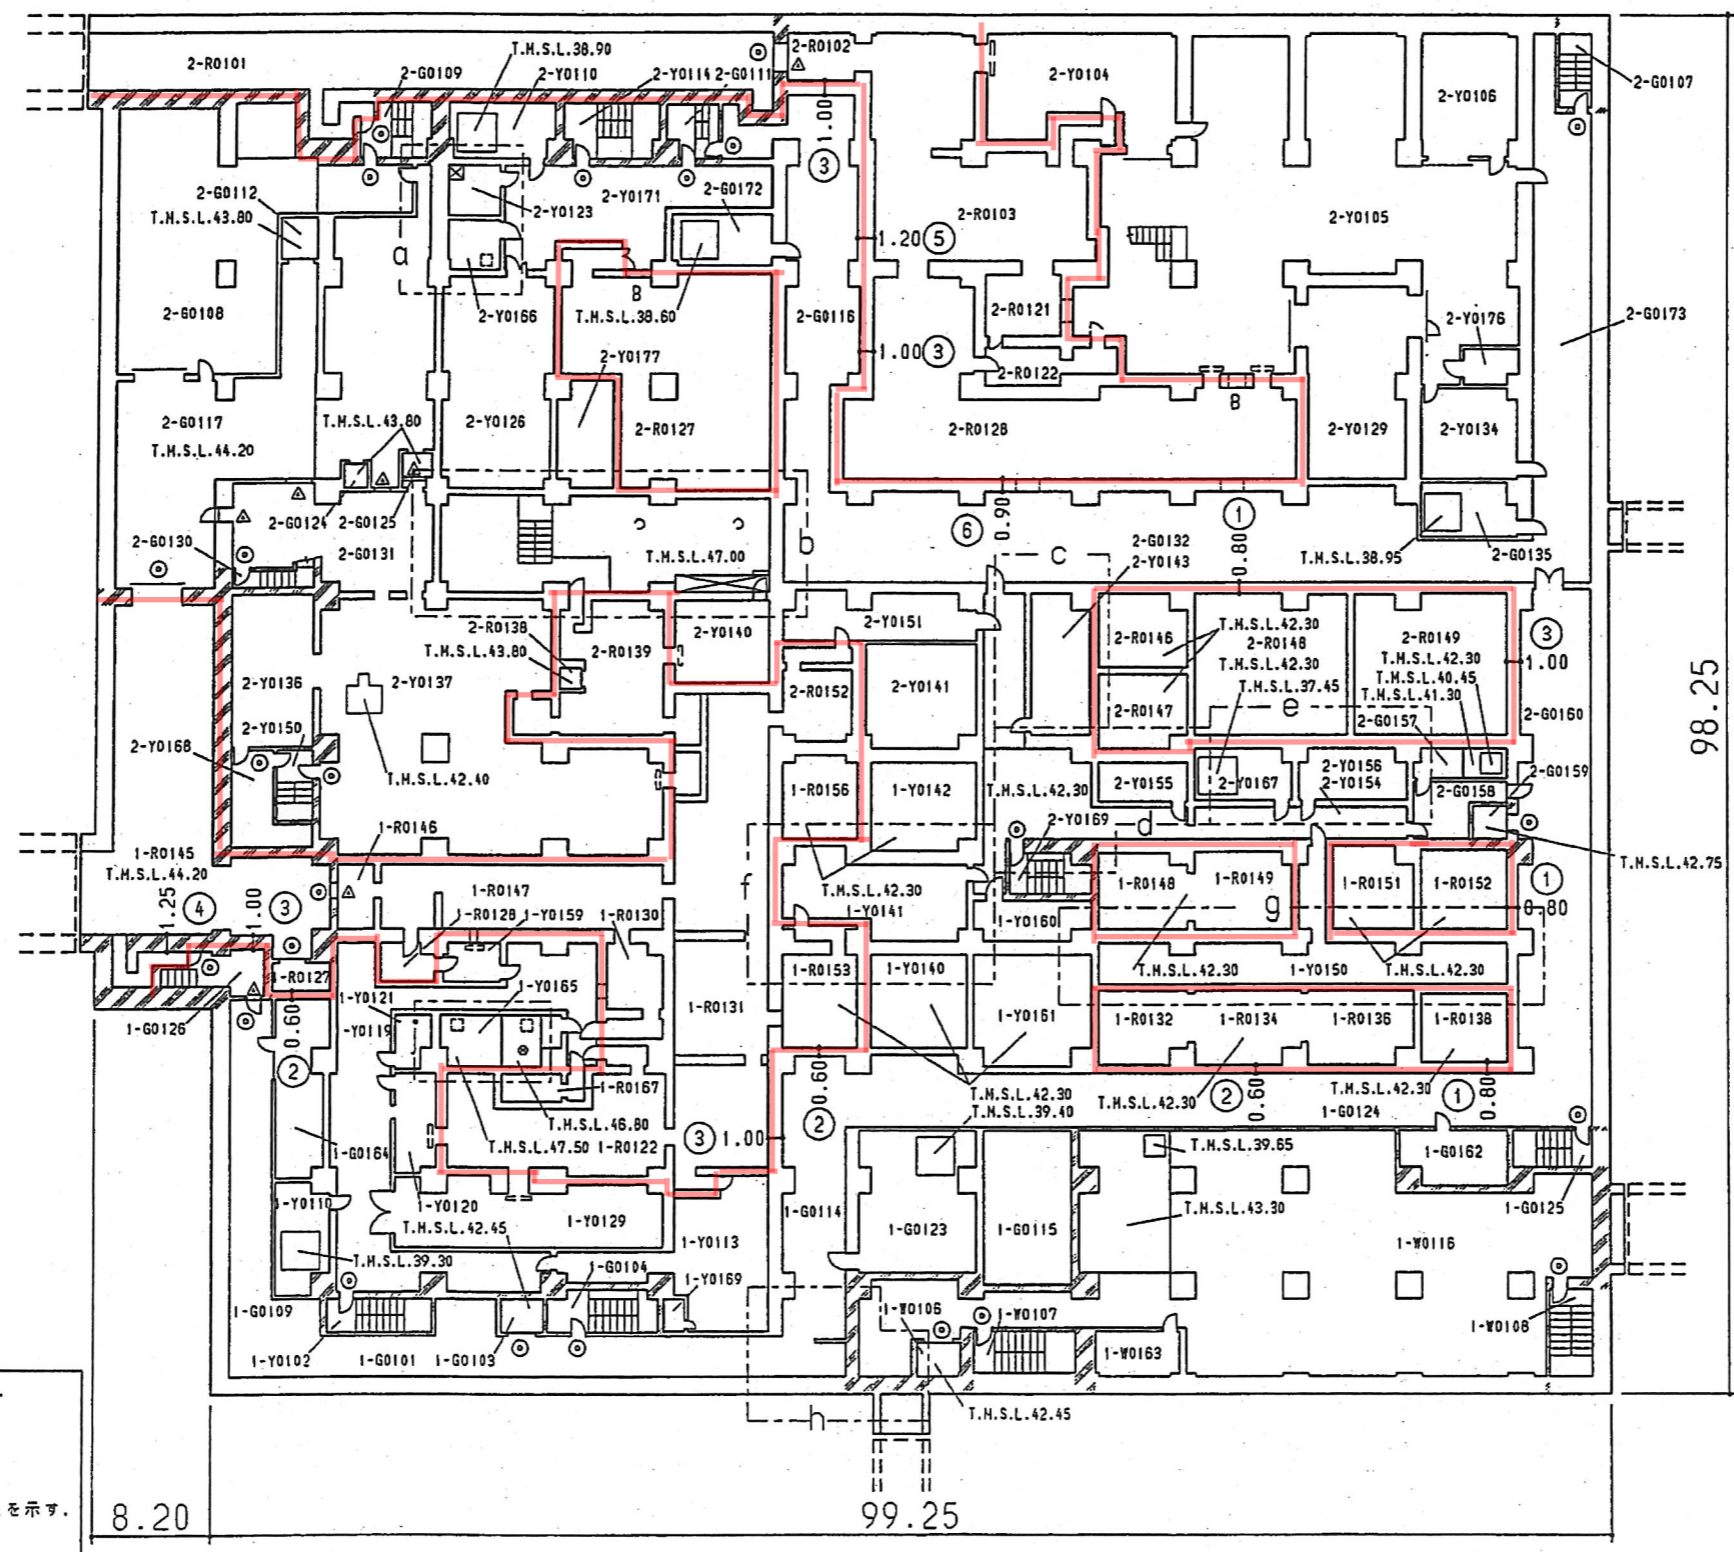 2-R0101
T.M.S.L.38.90
2-G0109
2-Y0110
2-Y0114
2-G0111
2-R0102
2-Y0104
2-Y0106
2-G0107
1.00
③
2-G0112
T.M.S.L.43.80
2-Y0123
2-Y0171
2-G0172
2-R0103
2-Y0105
a
1.20
⑤
2-G0108
2-Y0166
T.M.S.L.38.60
B
2-G0116
2-R0121
2-Y0176
2-G0173
2-Y0177
1.00
③
2-R0122
B
2-G0117
T.M.S.L.44.20
T.M.S.L.43.80
2-Y0126
2-R0127
2-R0128
2-Y0129
2-Y0134
2-G0124
2-G0125
2-G0130
2-G0131
T.M.S.L.47.00
b
⑥
0.90
①
0.80
2-G0132
2-Y0143
c
T.M.S.L.38.95
2-G0135
2-R0138
T.M.S.L.43.80
2-R0139
2-Y0140
2-Y0151
2-R0146
T.M.S.L.42.30
2-R0148
T.M.S.L.42.30
2-R0149
T.M.S.L.42.30
T.M.S.L.40.45
T.M.S.L.41.30
③
1.00
98.25
2-Y0136
2-Y0137
2-R0152
2-Y0141
2-R0147
T.M.S.L.37.45
e
2-G0157
2-G0160
2-Y0150
2-Y0168
T.M.S.L.42.40
1-R0156
1-Y0142
T.M.S.L.42.30
2-Y0155
2-Y0167
2-Y0156
2-Y0154
2-G0158
2-G0159
2-Y0169
d
T.M.S.L.42.75
1-R0146
1-R0145
T.M.S.L.44.20
1.25
④
1.00
③
1-R0147
1-R0128
1-Y0159
1-R0130
f
T.M.S.L.42.30
1-Y0141
1-Y0160
1-R0148
1-R0149
g
1-R0151
1-R0152
①
0.80
T.M.S.L.42.30
1-Y0150
T.M.S.L.42.30
1-R0127
1-G0126
0.60
②
1-Y0121
1-Y0119
1-Y0165
1-R0131
1-R0153
1-Y0140
1-Y0161
1-R0132
1-R0134
1-R0136
1-R0138
1-R0167
T.M.S.L.46.80
T.M.S.L.47.50
1-R0122
③
1.00
0.60
②
T.M.S.L.42.30
T.M.S.L.39.40
T.M.S.L.42.30
②
0.60
T.M.S.L.42.30
①
0.80
1-G0124
1-G0164
T.M.S.L.39.65
1-G0162
1-Y0110
1-Y0120
T.M.S.L.42.45
1-Y0129
1-Y0113
1-G0114
1-G0123
1-G0115
T.M.S.L.43.30
1-G0125
1-W0116
T.M.S.L.39.30
1-G0104
1-Y0169
1-G0109
1-Y0102
1-G0101
1-G0103
1-W0106
1-W0107
1-W0163
1-W0108
T.M.S.L.42.45
h
を示す.
8.20
99.25